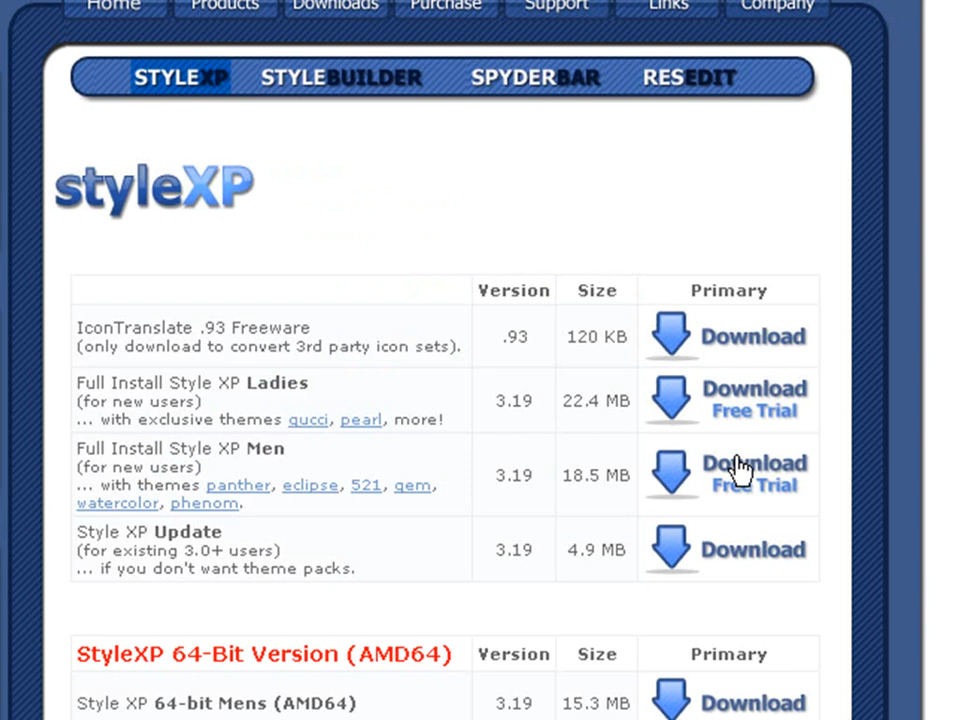 Home Products Downloads Purchase Support Links Company
STYLEXP STYLEBUILDER SPYDERBAR RESEDIT
styleXP
Version Size Primary
IconTranslate .93 Freeware
(only download to convert 3rd party icon sets).
.93 120 KB Download
Full Install Style XP Ladies
(for new users)
... with exclusive themes gucci, pearl, more!
3.19 22.4 MB Download
Free Trial
Full Install Style XP Men
(for new users)
... with themes panther, eclipse, 521, gem,
watercolor, phenom.
3.19 18.5 MB Download
Free Trial
Style XP Update
(for existing 3.0+ users)
... if you don't want theme packs.
3.19 4.9 MB Download
StyleXP 64-Bit Version (AMD64) Version Size Primary
Style XP 64-bit Mens (AMD64) 3.19 15.3 MB Download